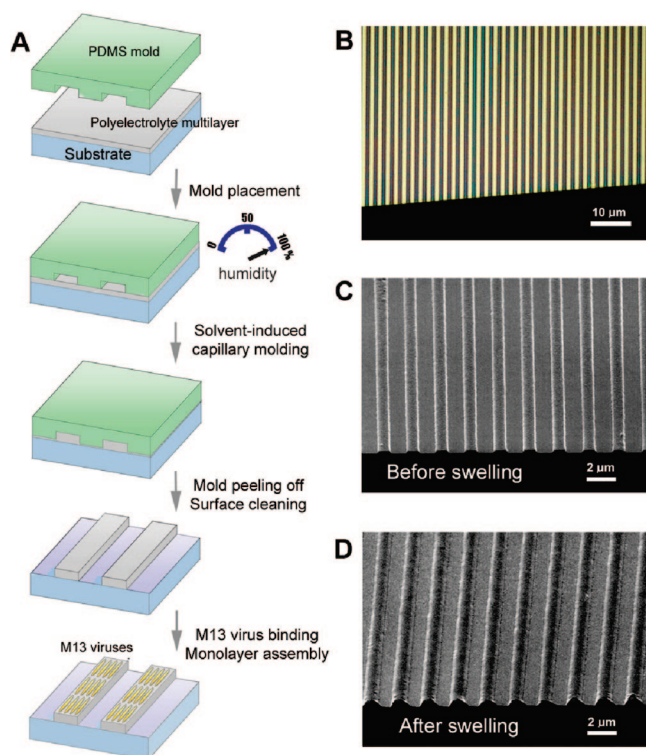 A
PDMS mold
Polyelectrolyte multilayer
Substrate
Mold placement
0
50
100 %
humidity
Solvent-induced
capillary molding
Mold peeling off
Surface cleaning
M13 virus binding
Monolayer assembly
M13 viruses
B
10 µm
C
Before swelling
2 µm
D
After swelling
2 µm